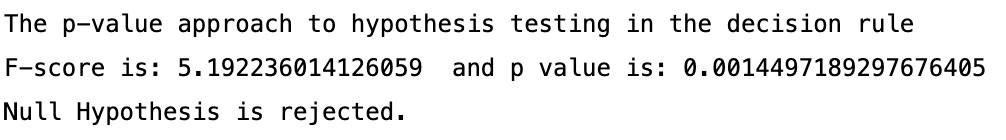 The p-value approach to hypothesis testing in the decision rule
F-score is: 5.192236014126059  and p value is: 0.0014497189297676405
Null Hypothesis is rejected.